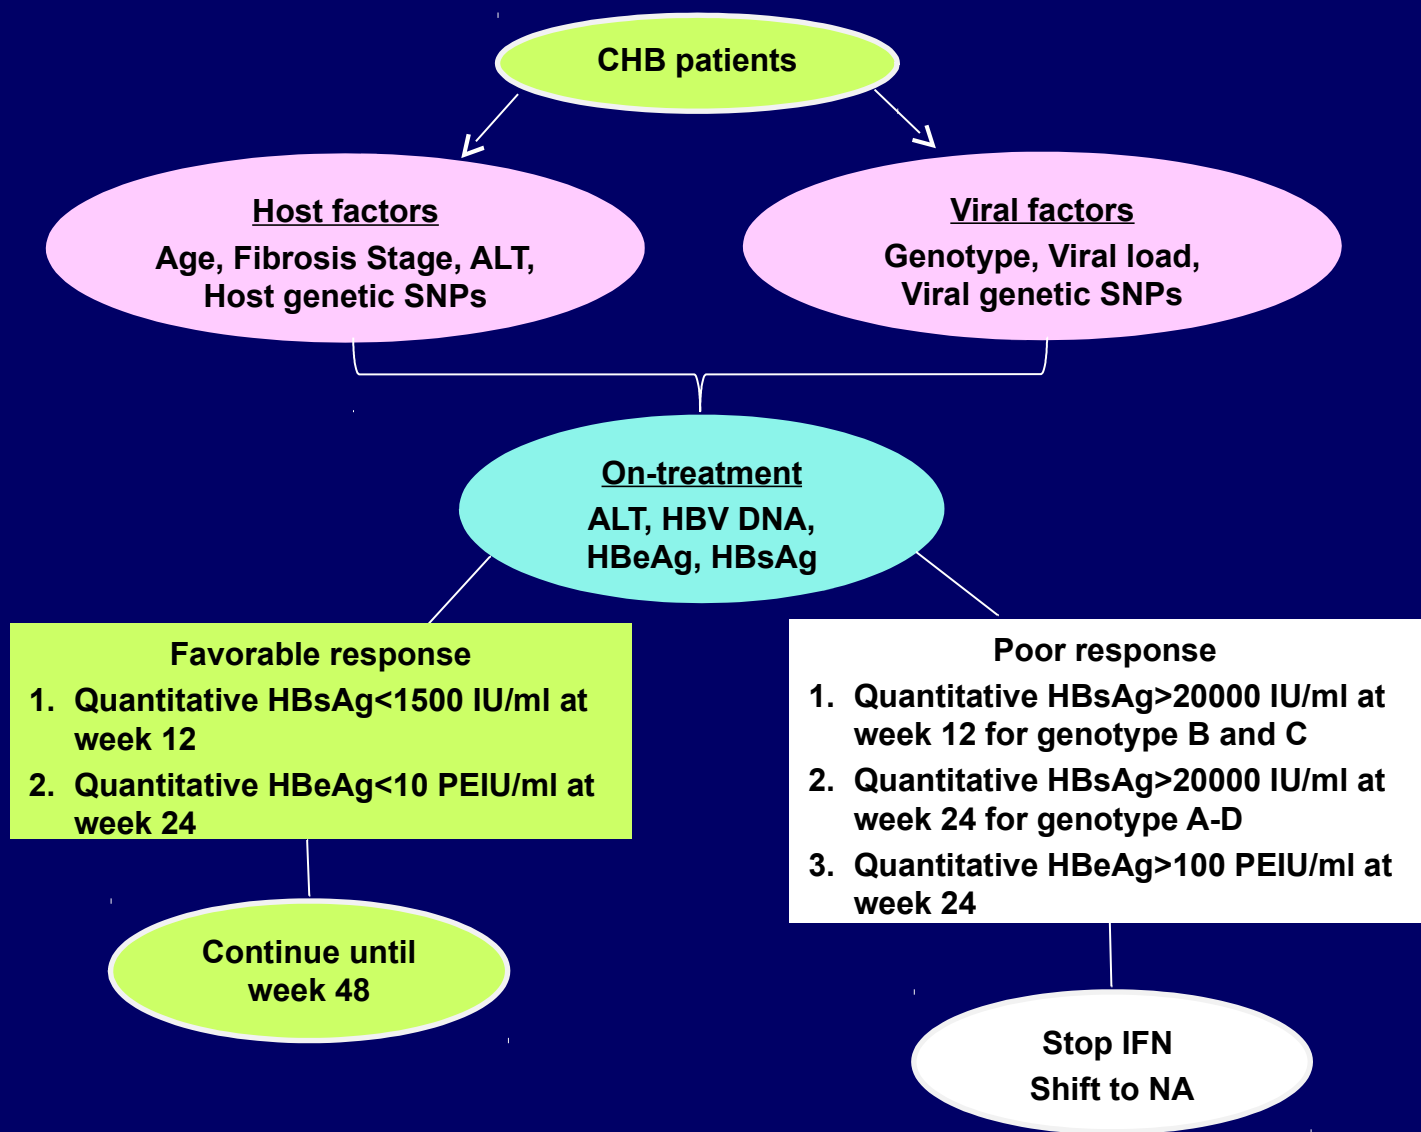 CHB patients
Host factors
Age, Fibrosis Stage, ALT,
Host genetic SNPs
Viral factors
Genotype, Viral load,
Viral genetic SNPs
On-treatment
ALT, HBV DNA,
HBeAg, HBsAg
Favorable response
1. Quantitative HBsAg<1500 IU/ml at
week 12
2. Quantitative HBeAg<10 PEIU/ml at
week 24
Poor response
1. Quantitative HBsAg>20000 IU/ml at
week 12 for genotype B and C
2. Quantitative HBsAg>20000 IU/ml at
week 24 for genotype A-D
3. Quantitative HBeAg>100 PEIU/ml at
week 24
Continue until
week 48
Stop IFN
Shift to NA